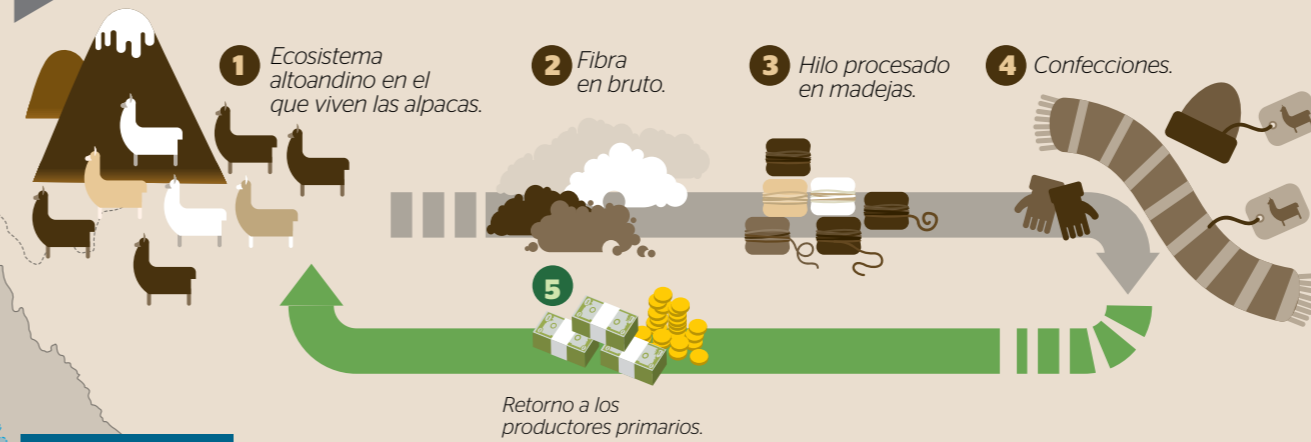 1 Ecosistema
altoandino en el
que viven las alpacas.
2 Fibra
en bruto.
3 Hilo procesado
en madejas.
4 Confecciones.
5
Retorno a los
productores primarios.